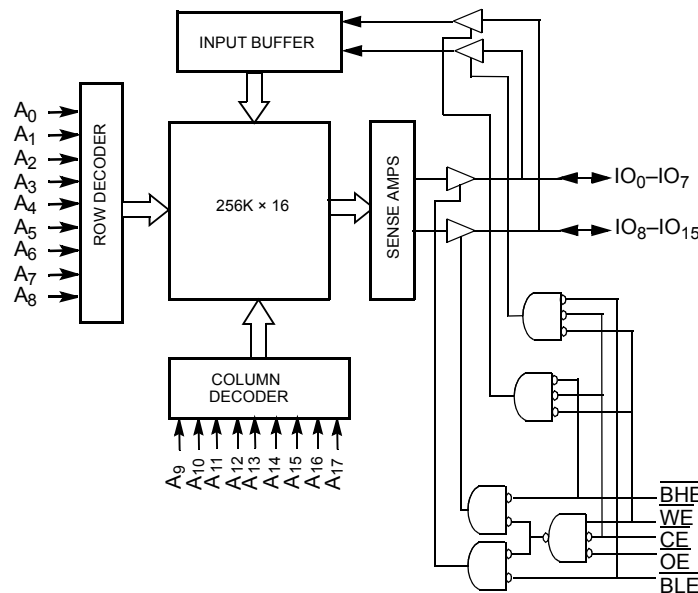 INPUT BUFFER
A0
A1
A2
A3
A4
A5
A6
A7
A8
ROW DECODER
256K × 16
SENSE AMPS
IO0–IO7
IO8–IO15
COLUMN
DECODER
A9
A10
A11
A12
A13
A14
A15
A16
A17
BHE
WE
CE
OE
BLE